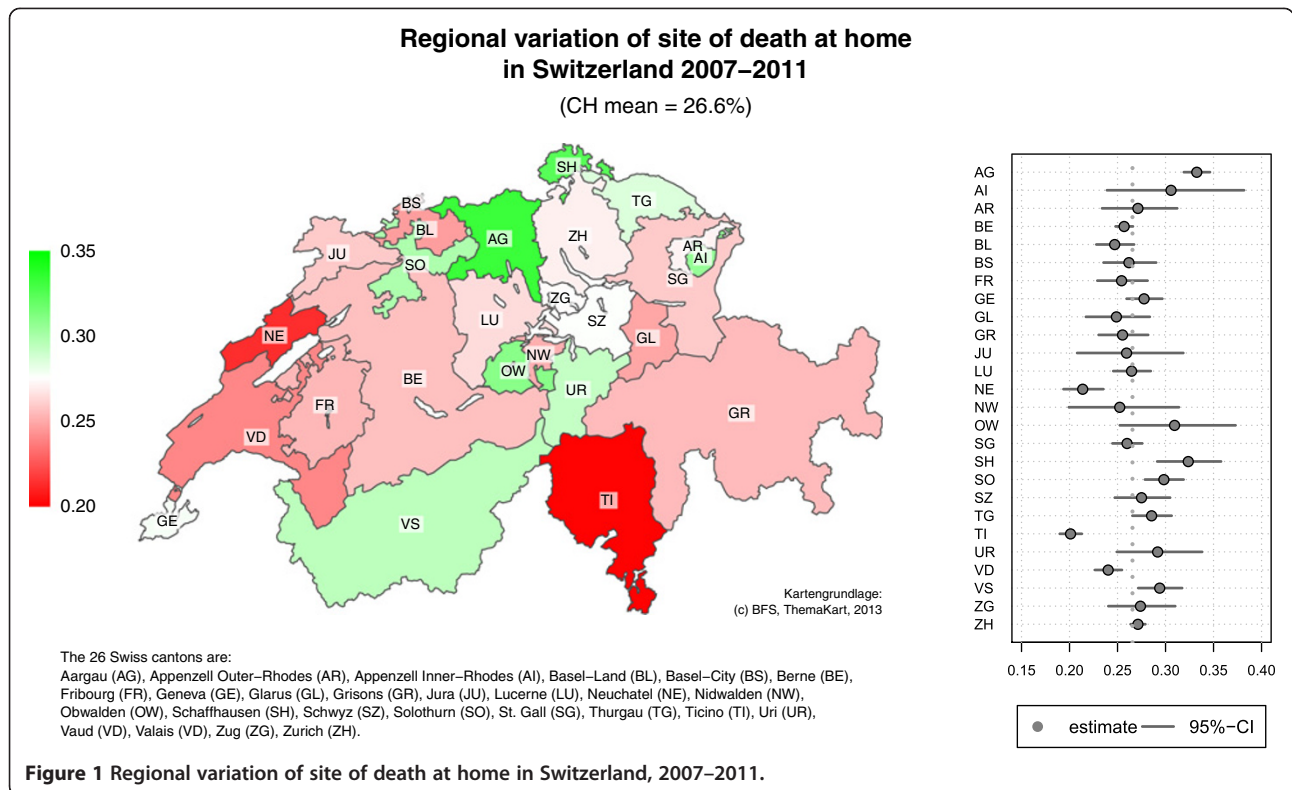 Regional variation of site of death at home
in Switzerland 2007–2011
(CH mean = 26.6%)
0.35
0.30
0.25
0.20
SH
BS
TG
BL
AG
ZH
JU
SO
AR
AI
SG
ZG
LU
SZ
NE
GL
NW
OW
BE
UR
FR
GR
VD
TI
GE
VS
Kartengrundlage:
(c) BFS, ThemaKart, 2013
AG
AI
AR
BE
BL
BS
FR
GE
GL
GR
JU
LU
NE
NW
OW
SG
SH
SO
SZ
TG
TI
UR
VD
VS
ZG
ZH
0.15 0.20 0.25 0.30 0.35 0.40
estimate 95%−CI
The 26 Swiss cantons are:
Aargau (AG), Appenzell Outer−Rhodes (AR), Appenzell Inner−Rhodes (AI), Basel−Land (BL), Basel−City (BS), Berne (BE),
Fribourg (FR), Geneva (GE), Glarus (GL), Grisons (GR), Jura (JU), Lucerne (LU), Neuchatel (NE), Nidwalden (NW),
Obwalden (OW), Schaffhausen (SH), Schwyz (SZ), Solothurn (SO), St. Gall (SG), Thurgau (TG), Ticino (TI), Uri (UR),
Vaud (VD), Valais (VD), Zug (ZG), Zurich (ZH).
Figure 1 Regional variation of site of death at home in Switzerland, 2007–2011.